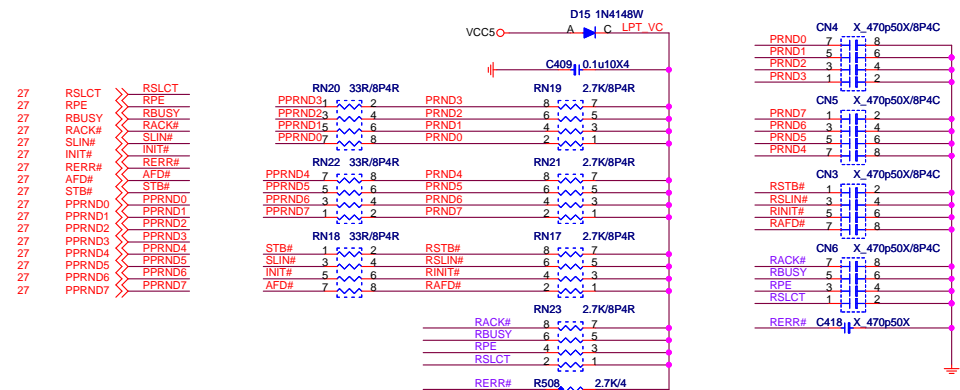 D15 1N4148W
VCC5 A C LPT_VC
C409 0.1u10X4
27 RSLCT RSLCT
27 RPE RPE
27 RBUSY RBUSY
27 RACK# RACK#
27 SLIN# SLIN#
27 INIT# INIT#
27 RERR# RERR#
27 AFD# AFD#
27 STB# STB#
27 PPRND0 PPRND0
27 PPRND1 PPRND1
27 PPRND2 PPRND2
27 PPRND3 PPRND3
27 PPRND4 PPRND4
27 PPRND5 PPRND5
27 PPRND6 PPRND6
27 PPRND7 PPRND7
RN20 33R/8P4R RN19 2.7K/8P4R
PPRND3 1 2 PRND3 8 7
PPRND2 3 4 PRND2 6 5
PPRND1 5 6 PRND1 4 3
PPRND0 7 8 PRND0 2 1
RN22 33R/8P4R RN21 2.7K/8P4R
PPRND4 7 8 PRND4 8 7
PPRND5 5 6 PRND5 6 5
PPRND6 3 4 PRND6 4 3
PPRND7 1 2 PRND7 2 1
RN18 33R/8P4R RN17 2.7K/8P4R
STB# 1 2 RSTB# 8 7
SLIN# 3 4 RSLIN# 6 5
INIT# 5 6 RINIT# 4 3
AFD# 7 8 RAFD# 2 1
RN23 2.7K/8P4R
RACK# 8 7
RBUSY 6 5
RPE 4 3
RSLCT 2 1
RERR# R508 2.7K/4
CN4 X_470p50X/8P4C
PRND0 7 8
PRND1 5 6
PRND2 3 4
PRND3 1 2
CN5 X_470p50X/8P4C
PRND7 1 2
PRND6 3 4
PRND5 5 6
PRND4 7 8
CN3 X_470p50X/8P4C
RSTB# 1 2
RSLIN# 3 4
RINIT# 5 6
RAFD# 7 8
CN6 X_470p50X/8P4C
RACK# 7 8
RBUSY 5 6
RPE 3 4
RSLCT 1 2
RERR# C418 X_470p50X